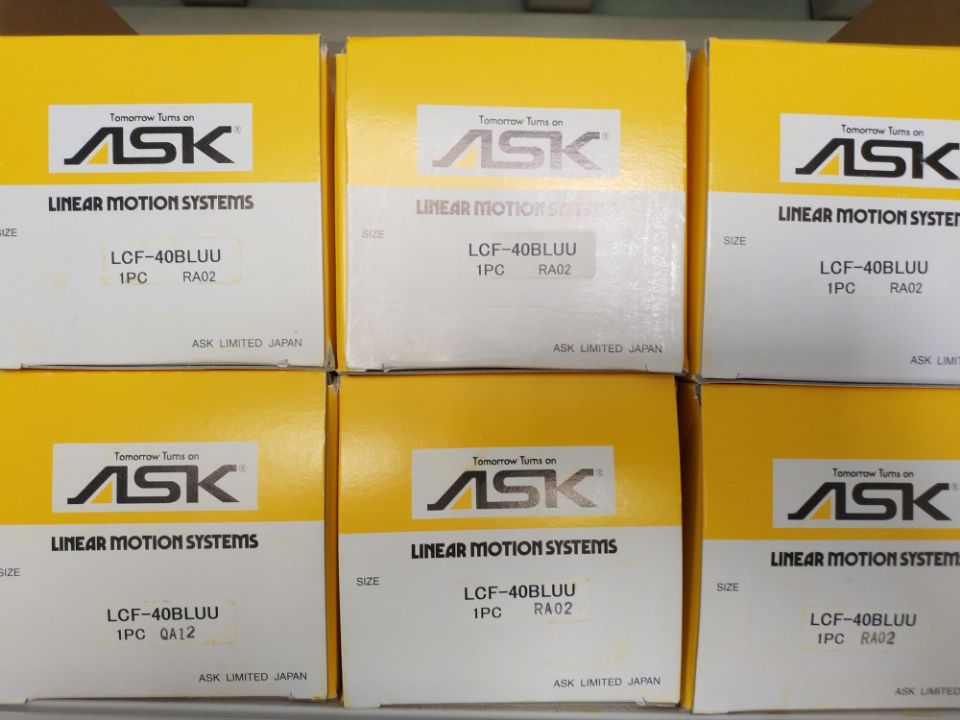 Tomorrow Turns on
ASK®
LINEAR MOTION SYSTEMS
SIZE
LCF-40BLUU
1PC RA02
ASK LIMITED JAPAN
Tomorrow Turns on
ASK®
LINEAR MOTION SYSTEMS
SIZE
LCF-40BLUU
1PC RA02
ASK LIMITED JAPAN
Tomorrow Turns on
ASK
LINEAR MOTION SYSTEM
SIZE
LCF-40BLUU
1PC RA02
ASK LIM
Tomorrow Turns on
ASK®
LINEAR MOTION SYSTEMS
SIZE
LCF-40BLUU
1PC QA12
ASK LIMITED JAPAN
Tomorrow Turns on
ASK®
LINEAR MOTION SYSTEMS
SIZE
LCF-40BLUU
1PC RA02
ASK LIMITED JAPAN
Tomorrow Turns on
ASK®
LINEAR MOTION SYSTEMS
SIZE
LCF-40BLUU
1PC RA02
ASK LIMITED